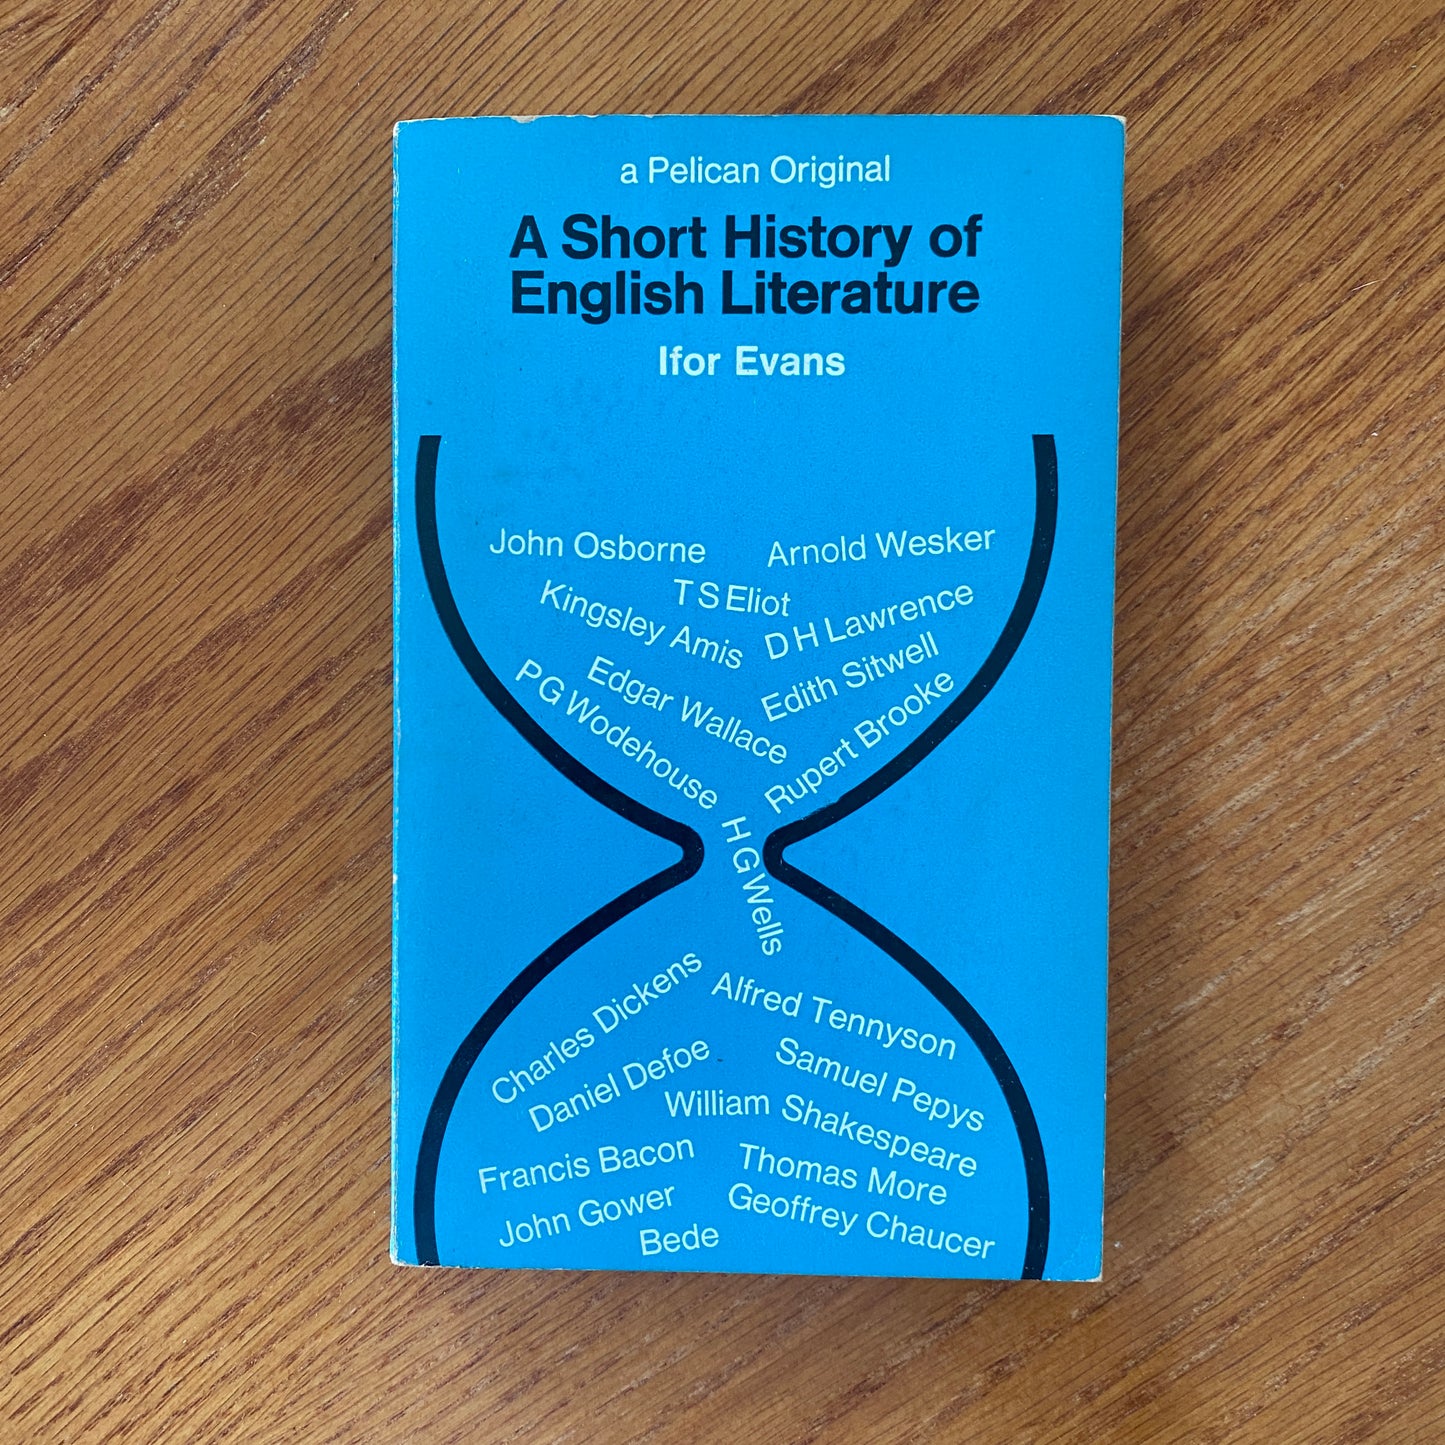 a Pelican Original
A Short History of
English Literature
Ifor Evans
John Osborne
Arnold Wesker
T S Eliot
Kingsley Amis
D H Lawrence
Edgar Wallace
Edith Sitwell
P G Wodehouse
Rupert Brooke
H G Wells
Charles Dickens
Alfred Tennyson
Daniel Defoe
Samuel Pepys
William Shakespeare
Francis Bacon
Thomas More
John Gower
Geoffrey Chaucer
Bede